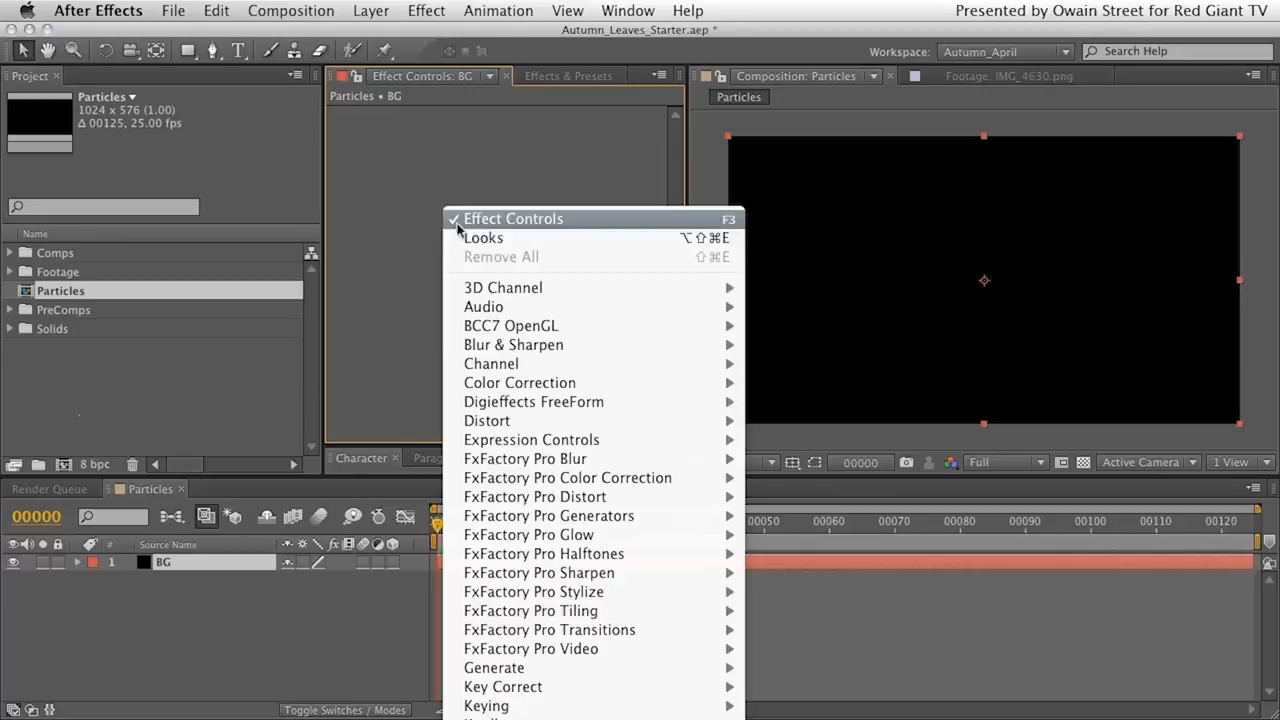 After Effects File Edit Composition Layer Effect Animation View Window Help Presented by Owain Street for Red Giant TV
Autumn_Leaves_Starter.aep *
T Workspace: Autumn_April Search Help
Project × Effect Controls: BG × Effects & Presets Composition: Particles × Footage: IMG_4630.png
Particles▼
1024 x 576 (1.00)
Δ 00125, 25.00 fps
Particles • BG
Particles
Name
Comps
Footage
Particles
PreComps
Solids
✓ Effect Controls F3
Looks ⌥⇧⌘E
Remove All ⇧⌘E
3D Channel
Audio
BCC7 OpenGL
Blur & Sharpen
Channel
Color Correction
Digieffects FreeForm
Distort
Expression Controls
FxFactory Pro Blur
FxFactory Pro Color Correction
FxFactory Pro Distort
FxFactory Pro Generators
FxFactory Pro Glow
FxFactory Pro Halftones
FxFactory Pro Sharpen
FxFactory Pro Stylize
FxFactory Pro Tiling
FxFactory Pro Transitions
FxFactory Pro Video
Generate
Key Correct
Keying
8 bpc
Character ×
00000 Full Active Camera 1 View
Render Queue Particles ×
00000
00050 00060 00070 00080 00090 00100 00110 00120
# Source Name fx
1 BG
Toggle Switches / Modes